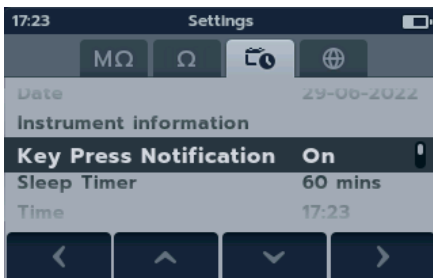 17:23 Settings
MΩ Ω
Date 29-06-2022
Instrument information
Key Press Notification On
Sleep Timer 60 mins
Time 17:23